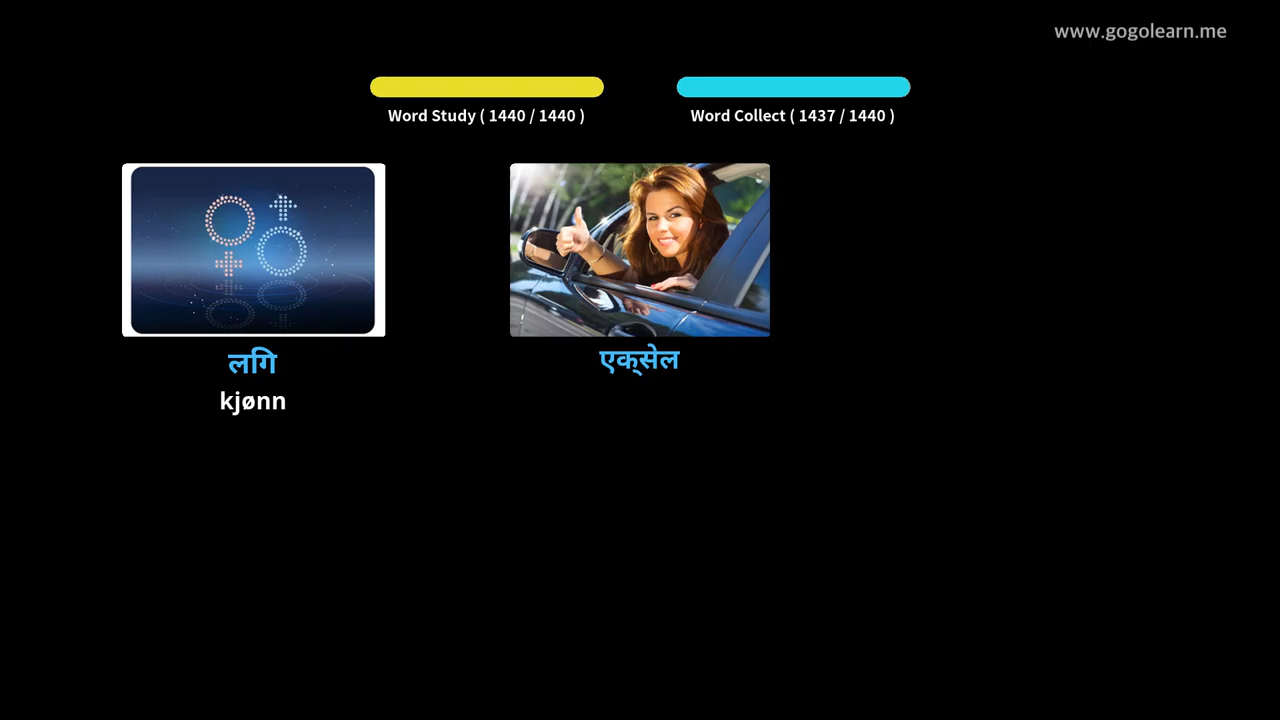 www.gogolearn.me
Word Study ( 1440 / 1440 )
Word Collect ( 1437 / 1440 )
लगि
kjønn
एक्सेल